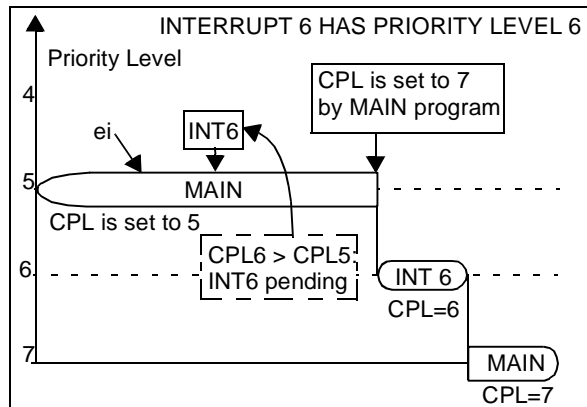 INTERRUPT 6 HAS PRIORITY LEVEL 6
Priority Level
CPL is set to 7
by MAIN program
4
ei
INT6
5
MAIN
CPL is set to 5
CPL6 > CPL5:
INT6 pending
6
INT 6
CPL=6
7
MAIN
CPL=7